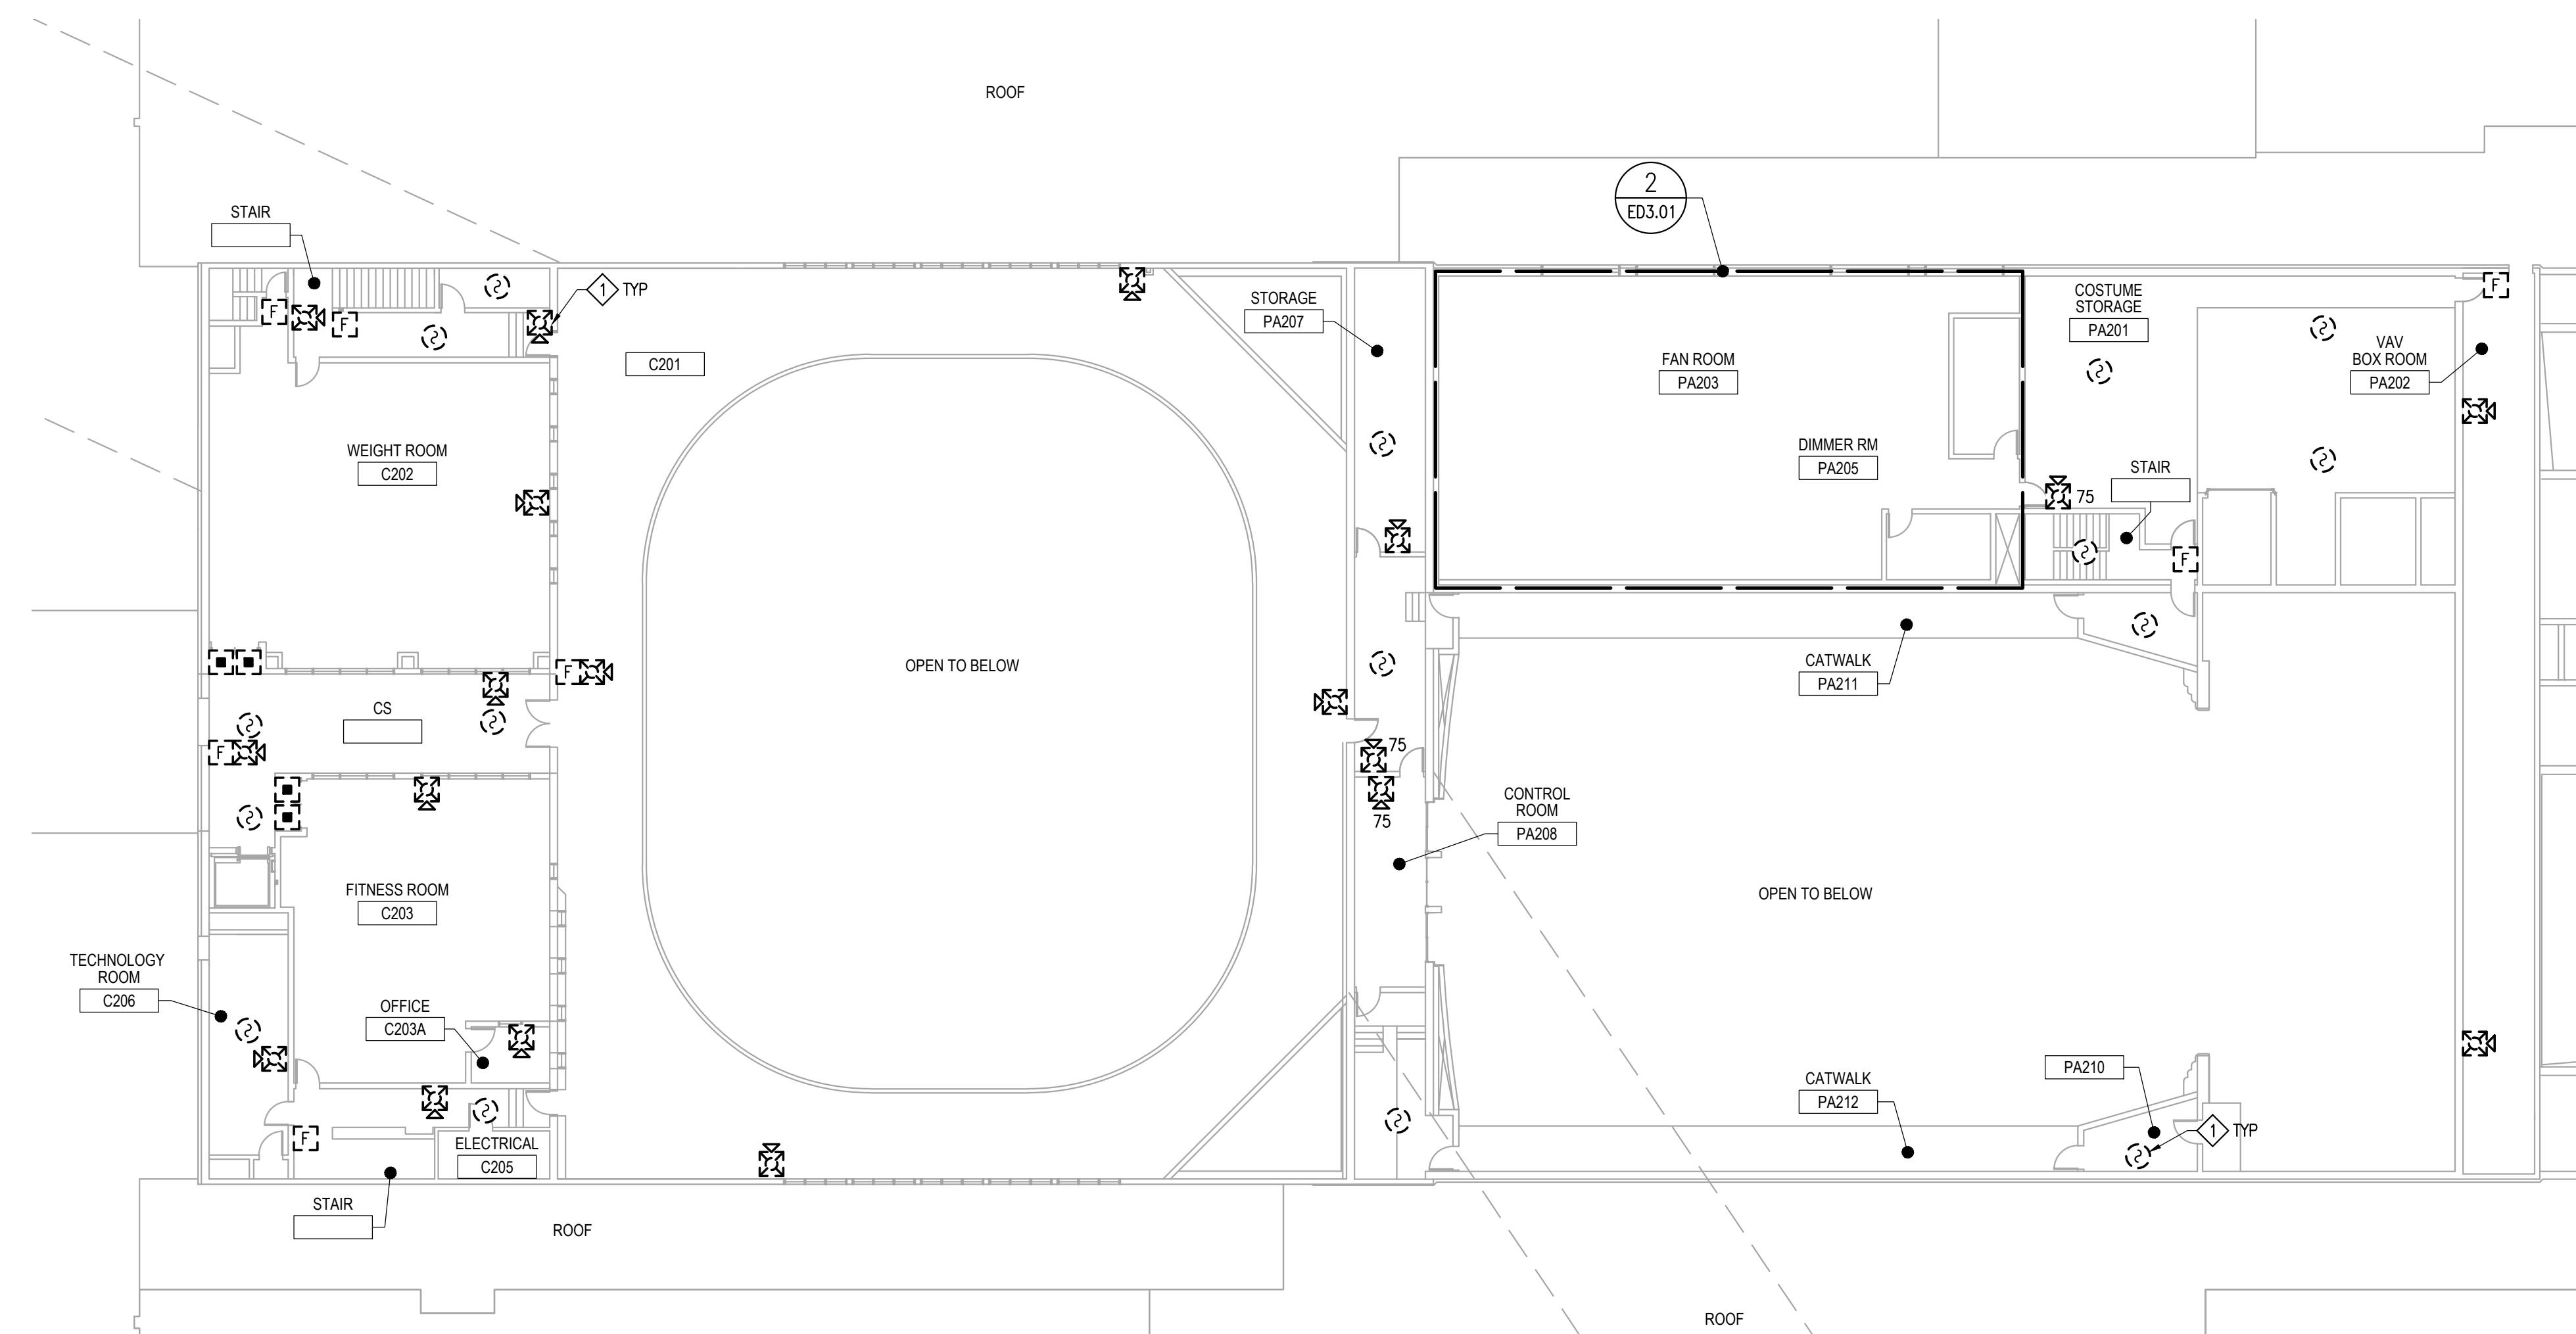 ROOF
2
ED3.01
STAIR
1 TYP
F
F
STORAGE
PA207
C201
COSTUME
STORAGE
PA201
F
VAV
BOX ROOM
PA202
FAN ROOM
PA203
WEIGHT ROOM
C202
DIMMER RM
PA205
STAIR
75
F
F
OPEN TO BELOW
CATWALK
PA211
CS
F
75
75
CONTROL
ROOM
PA208
FITNESS ROOM
C203
OPEN TO BELOW
TECHNOLOGY
ROOM
C206
OFFICE
C203A
PA210
CATWALK
PA212
1 TYP
F
ELECTRICAL
C205
STAIR
ROOF
ROOF